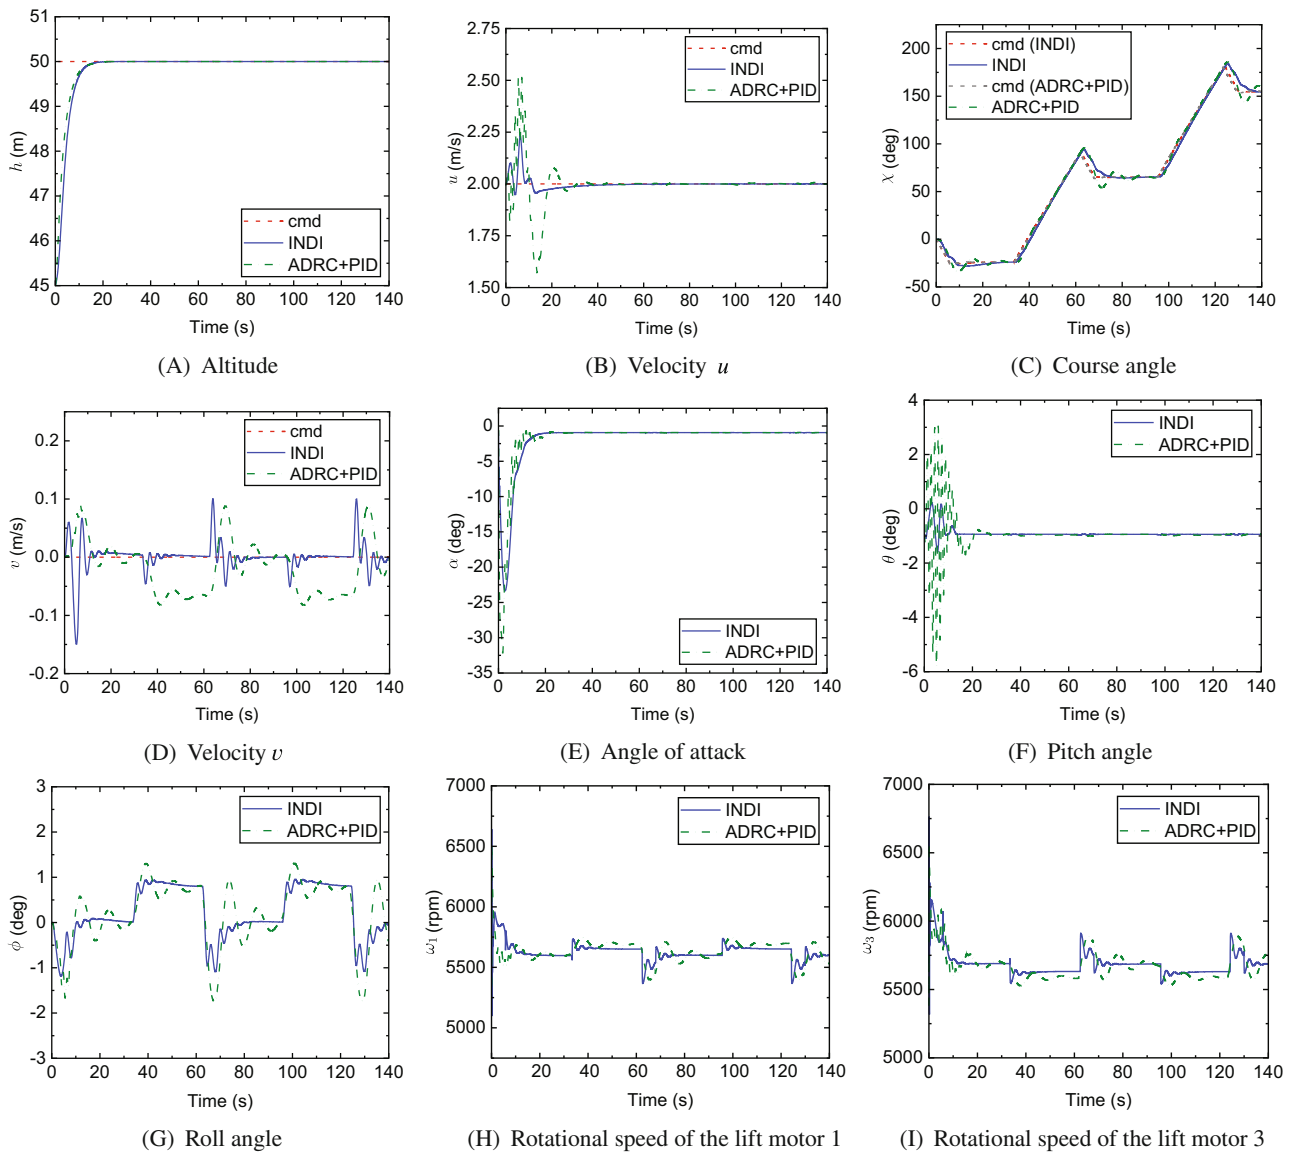 51
50
49
48
47
46
45
h (m)
cmd
INDI
ADRC+PID
0 20 40 60 80 100 120 140
Time (s)
(A) Altitude
2.75
2.50
2.25
2.00
1.75
1.50
u (m/s)
cmd
INDI
ADRC+PID
0 20 40 60 80 100 120 140
Time (s)
(B) Velocity u
200
150
100
50
0
-50
χ (deg)
cmd (INDI)
INDI
cmd (ADRC+PID)
ADRC+PID
0 20 40 60 80 100 120 140
Time (s)
(C) Course angle
0.2
0.1
0.0
-0.1
-0.2
v (m/s)
cmd
INDI
ADRC+PID
0 20 40 60 80 100 120 140
Time (s)
(D) Velocity v
0
-5
-10
-15
-20
-25
-30
-35
α (deg)
INDI
ADRC+PID
0 20 40 60 80 100 120 140
Time (s)
(E) Angle of attack
4
2
0
-2
-4
-6
θ (deg)
INDI
ADRC+PID
0 20 40 60 80 100 120 140
Time (s)
(F) Pitch angle
3
2
1
0
-1
-2
-3
ϕ (deg)
INDI
ADRC+PID
0 20 40 60 80 100 120 140
Time (s)
(G) Roll angle
7000
6500
6000
5500
5000
ω₁ (rpm)
INDI
ADRC+PID
0 20 40 60 80 100 120 140
Time (s)
(H) Rotational speed of the lift motor 1
7000
6500
6000
5500
5000
ω₃ (rpm)
INDI
ADRC+PID
0 20 40 60 80 100 120 140
Time (s)
(I) Rotational speed of the lift motor 3